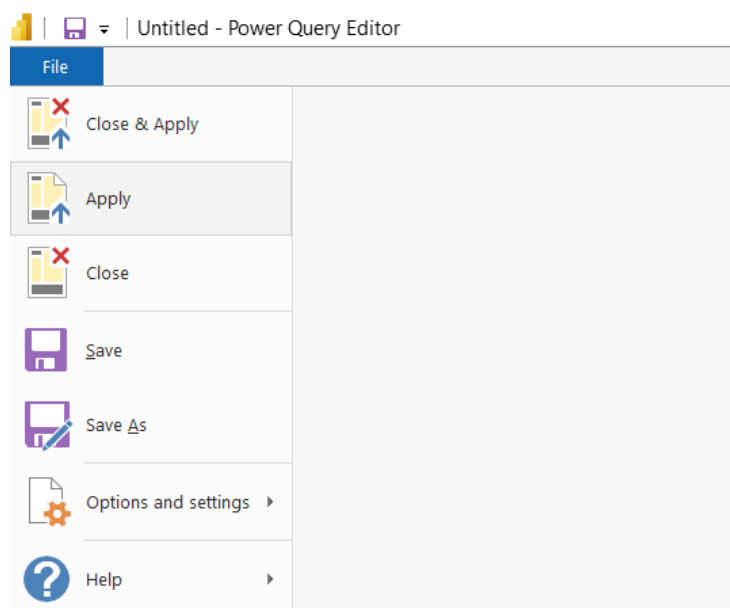 Untitled - Power Query Editor
File
Close & Apply
Apply
Close
Save
Save As
Options and settings
Help